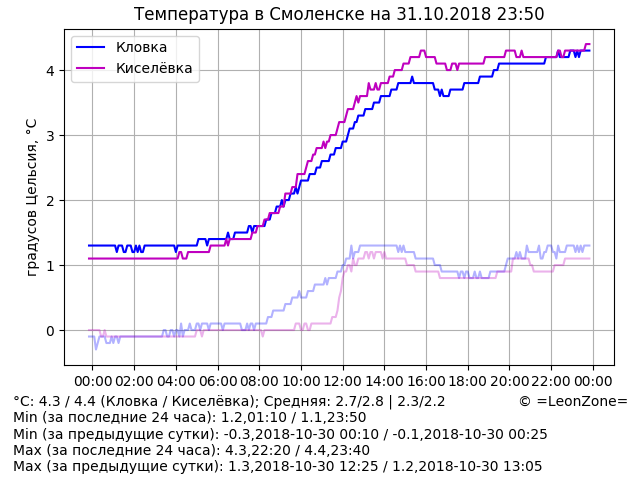 Температура в Смоленске на 31.10.2018 23:50
Кловка
Киселёвка
градусов Цельсия, °C
4
3
2
1
0
00:00 02:00 04:00 06:00 08:00 10:00 12:00 14:00 16:00 18:00 20:00 22:00 00:00
°C: 4.3 / 4.4 (Кловка / Киселёвка); Средняя: 2.7/2.8 | 2.3/2.2 © =LeonZone=
Min (за последние 24 часа): 1.2,01:10 / 1.1,23:50
Min (за предыдущие сутки): -0.3,2018-10-30 00:10 / -0.1,2018-10-30 00:25
Max (за последние 24 часа): 4.3,22:20 / 4.4,23:40
Max (за предыдущие сутки): 1.3,2018-10-30 12:25 / 1.2,2018-10-30 13:05